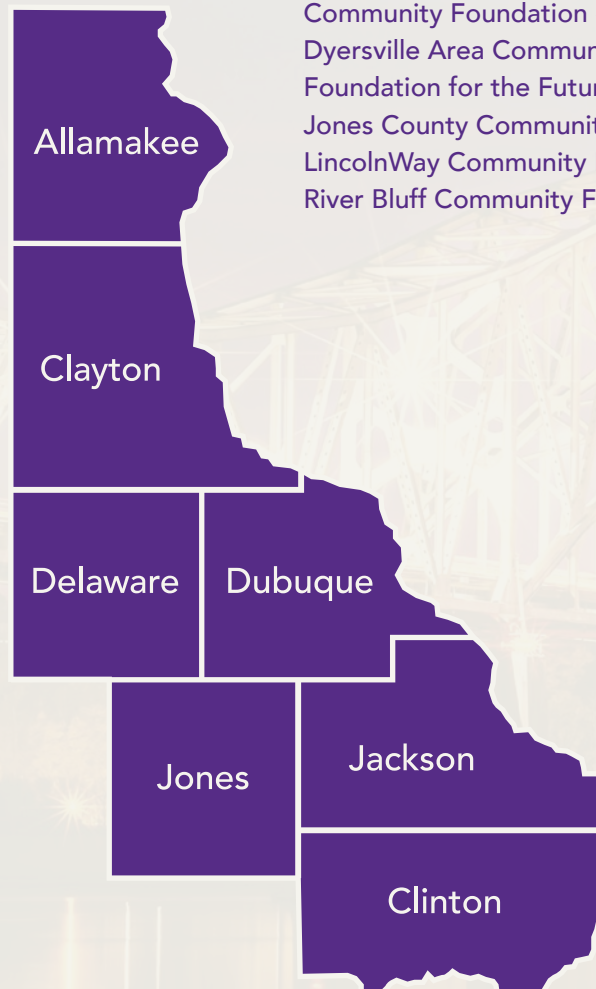 Community Foundation
Dyersville Area Commun
Foundation for the Futur
Jones County Communit
LincolnWay Community
River Bluff Community F
Allamakee
Clayton
Delaware Dubuque
Jackson
Jones
Clinton